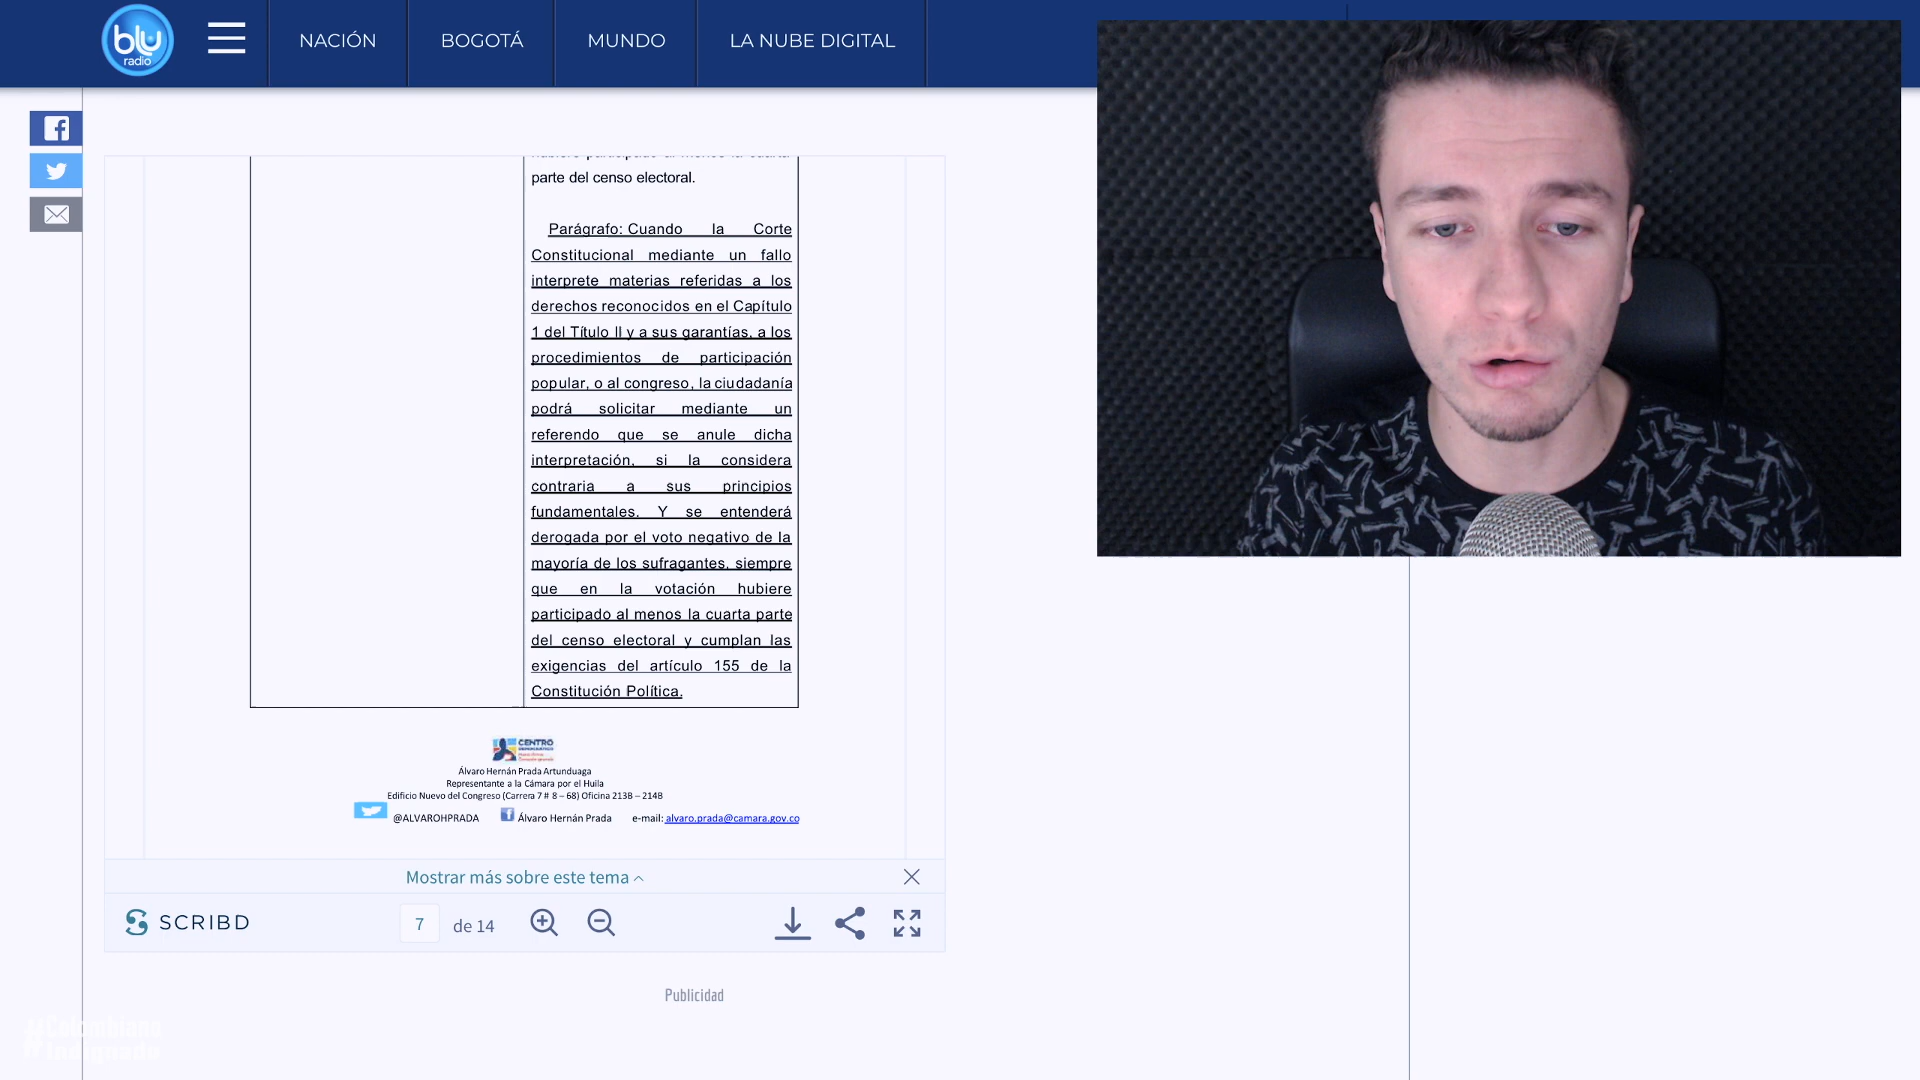 blu
radio
NACIÓN
BOGOTÁ
MUNDO
LA NUBE DIGITAL
parte del censo electoral.
Parágrafo: Cuando la Corte
Constitucional mediante un fallo
interprete materias referidas a los
derechos reconocidos en el Capítulo
1 del Título II y a sus garantías, a los
procedimientos de participación
popular, o al congreso, la ciudadanía
podrá solicitar mediante un
referendo que se anule dicha
interpretación, si la considera
contraria a sus principios
fundamentales. Y se entenderá
derogada por el voto negativo de la
mayoría de los sufragantes, siempre
que en la votación hubiere
participado al menos la cuarta parte
del censo electoral y cumplan las
exigencias del artículo 155 de la
Constitución Política.
CENTRO
Álvaro Hernán Prada Artunduaga
Representante a la Cámara por el Huila
Edificio Nuevo del Congreso (Carrera 7 # 8 – 68) Oficina 213B – 214B
@ALVAROHPRADA Álvaro Hernán Prada e-mail: alvaro.prada@camara.gov.co
Mostrar más sobre este tema
SCRIBD
7 de 14
Publicidad
#Colombiano
Indignado